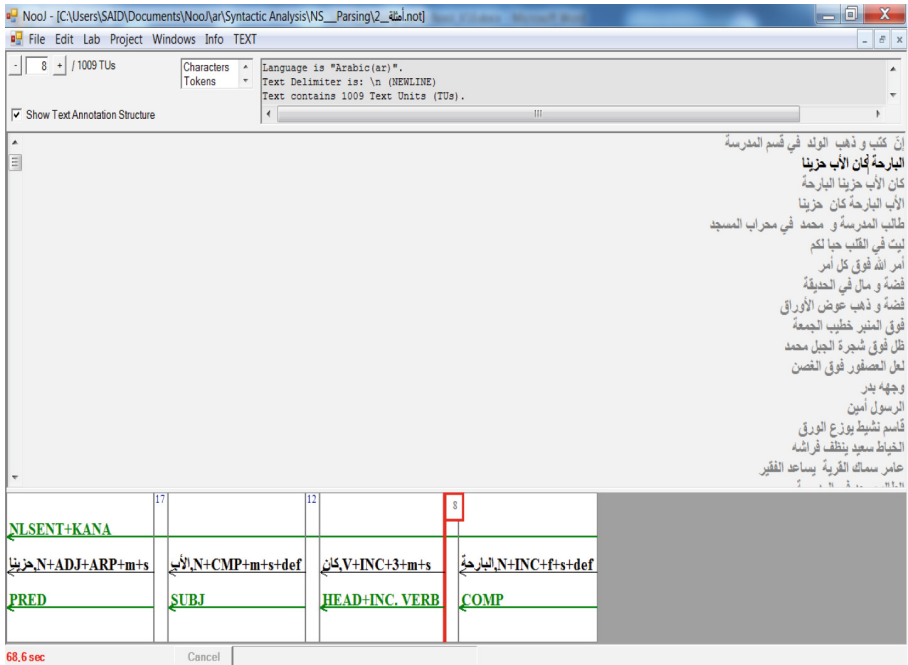 NooJ - [C:\Users\SAID\Documents\NooJ\ar\Syntactic Analysis\NS__Parsing\2_أمثلة.not]
File Edit Lab Project Windows Info TEXT
- 8 + / 1009 TUs
Characters
Tokens
Language is "Arabic(ar)".
Text Delimiter is: \n (NEWLINE)
Text contains 1009 Text Units (TUs).
Show Text Annotation Structure
إنّ كتب و ذهب الولد في قسم المدرسة
البارحة كان الأب حزينا
كان الأب حزينا البارحة
الأب البارحة كان حزينا
طالب المدرسة و محمد في محراب المسجد
ليت في القلب حبا لكم
أمر الله فوق كل أمر
فضة و مال في الحديقة
فضة و ذهب عوض الأوراق
فوق المنبر خطيب الجمعة
ظل فوق شجرة الجبل محمد
لعل العصفور فوق الغصن
وجهه بدر
الرسول أمين
قاسم نشيط يوزع الورق
الخياط سعيد ينظف فراشه
عامر سماك القرية يساعد الفقير
17 12 8
NLSENT+KANA
حزينا,N+ADJ+ARP+m+s الأب,N+CMP+m+s+def كان,V+INC+3+m+s البارحة,N+INC+f+s+def
PRED SUBJ HEAD+INC. VERB COMP
68,6 sec Cancel